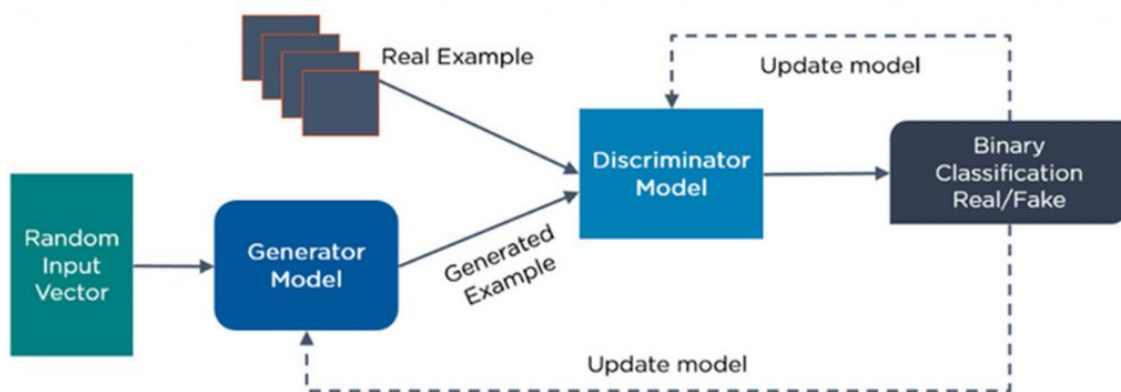 Real Example
Update model
Discriminator
Model
Binary
Classification
Real/Fake
Random
Input
Vector
Generator
Model
Generated
Example
Update model